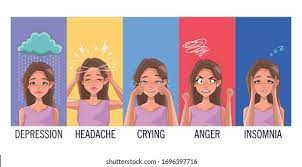 DEPRESSION HEADACHE CRYING ANGER INSOMNIA
shutterstock.com · 1696397716